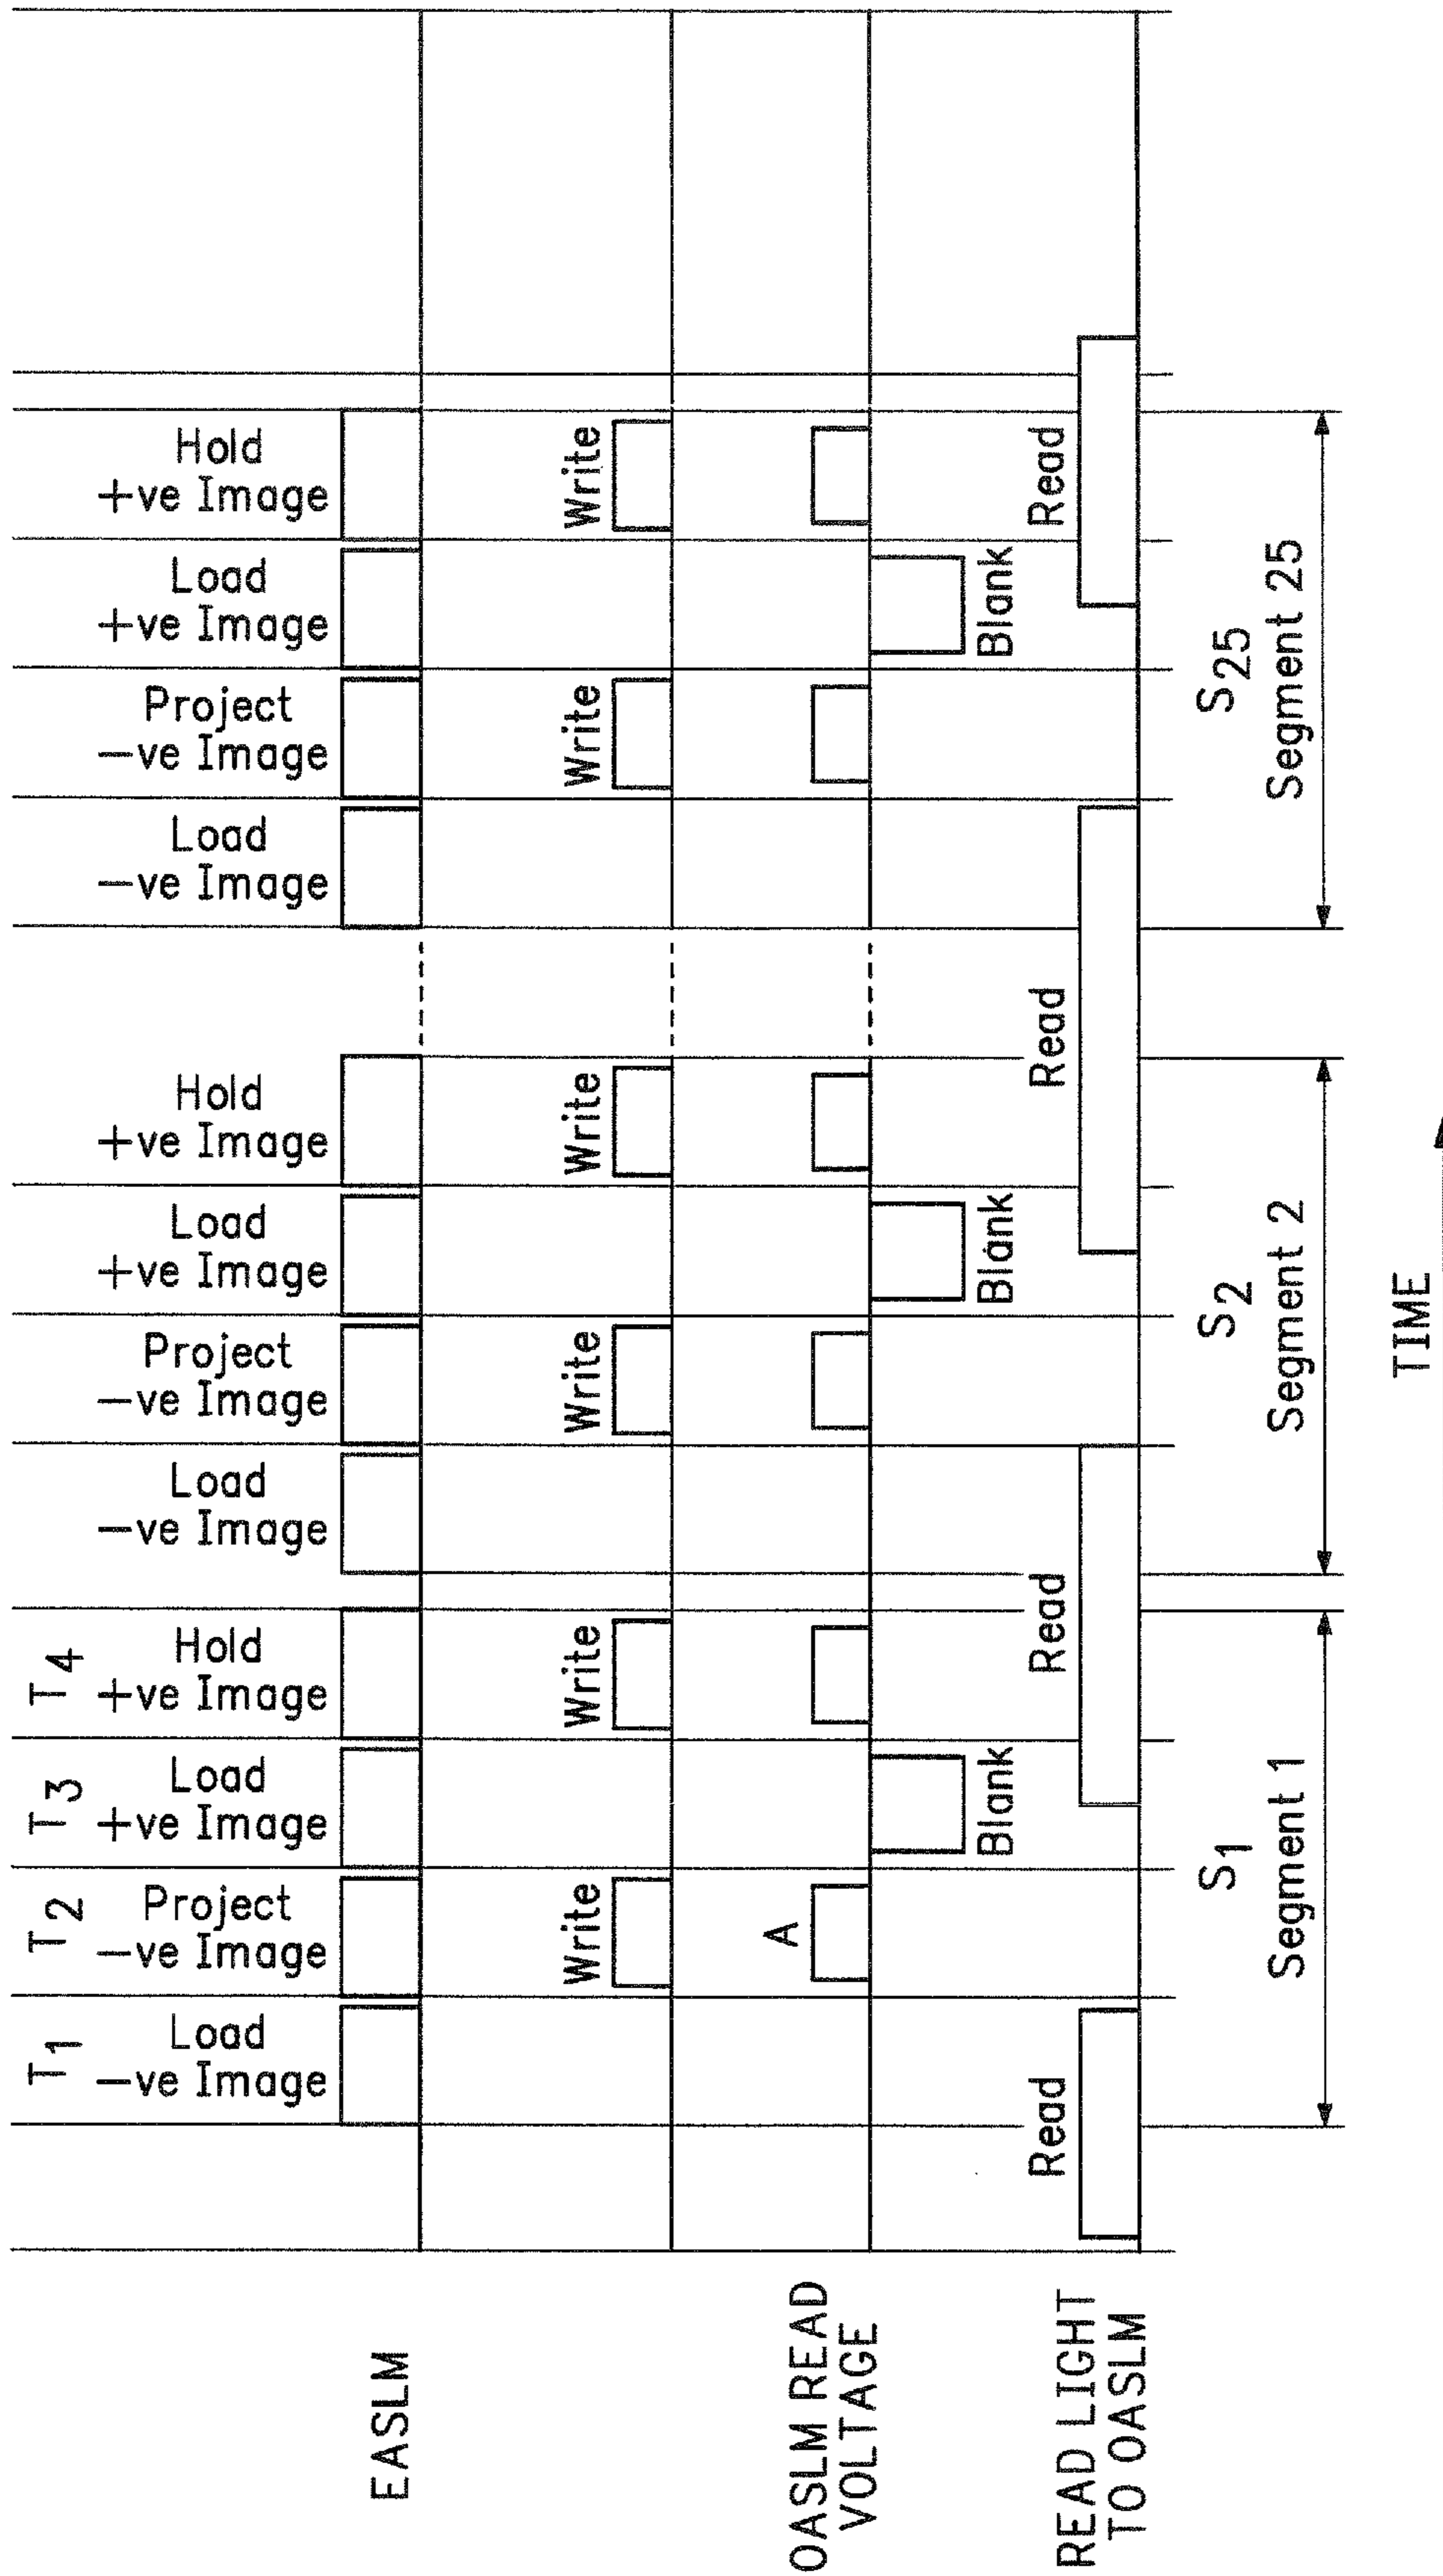 T1
T2
T3
T4
Load
−ve Image
Project
−ve Image
Load
+ve Image
Hold
+ve Image
Load
−ve Image
Project
−ve Image
Load
+ve Image
Hold
+ve Image
Load
−ve Image
Project
−ve Image
Load
+ve Image
Hold
+ve Image
EASLM
Write
Write
Write
Write
Write
Write
OASLM READ
VOLTAGE
A
Blank
Blank
Blank
READ LIGHT
TO OASLM
Read
Read
Read
Read
S1
Segment 1
S2
Segment 2
S25
Segment 25
TIME